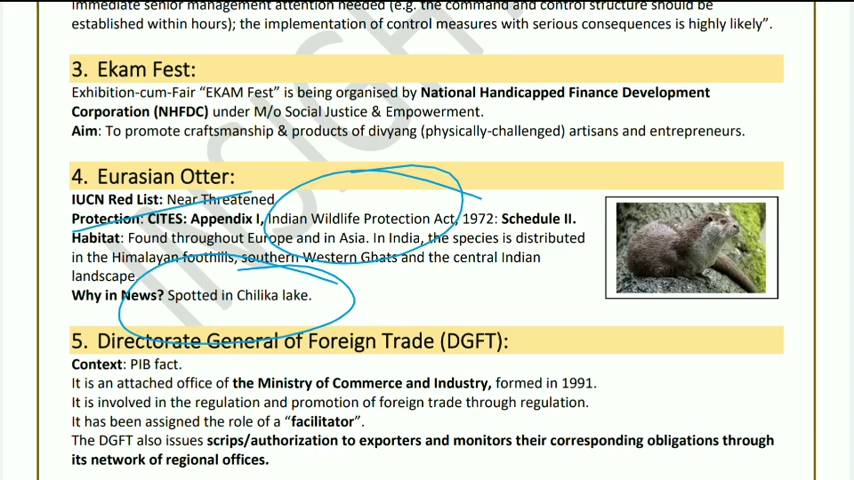 immediate senior management attention needed (e.g. the command and control structure should be
established within hours); the implementation of control measures with serious consequences is highly likely”.
3. Ekam Fest:
Exhibition-cum-Fair “EKAM Fest” is being organised by National Handicapped Finance Development
Corporation (NHFDC) under M/o Social Justice & Empowerment.
Aim: To promote craftsmanship & products of divyang (physically-challenged) artisans and entrepreneurs.
4. Eurasian Otter:
IUCN Red List: Near Threatened
Protection: CITES: Appendix I, Indian Wildlife Protection Act, 1972: Schedule II.
Habitat: Found throughout Europe and in Asia. In India, the species is distributed
in the Himalayan foothills, southern Western Ghats and the central Indian
landscape.
Why in News? Spotted in Chilika lake.
5. Directorate General of Foreign Trade (DGFT):
Context: PIB fact.
It is an attached office of the Ministry of Commerce and Industry, formed in 1991.
It is involved in the regulation and promotion of foreign trade through regulation.
It has been assigned the role of a “facilitator”.
The DGFT also issues scrips/authorization to exporters and monitors their corresponding obligations through
its network of regional offices.